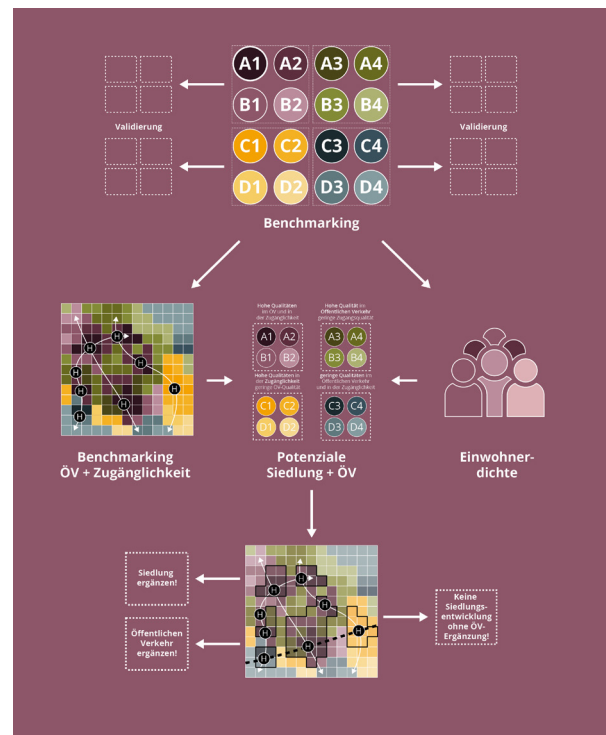 A1 A2 A3 A4
B1 B2 B3 B4
Validierung
Validierung
C1 C2 C3 C4
D1 D2 D3 D4
Benchmarking
Hohe Qualitäten
im ÖV und in
der Zugänglichkeit
Hohe Qualität im
Öffentlichen Verkehr
geringe Zugangsqualität
A1 A2
B1 B2
A3 A4
B3 B4
Hohe Qualitäten in
der Zugänglichkeit
geringe ÖV-Qualität
geringe Qualitäten im
Öffentlichen Verkehr
und in der Zugänglichkeit
C1 C2
D1 D2
C3 C4
D3 D4
H
H
H
H
H
H
H
H
Benchmarking
ÖV + Zugänglichkeit
Potenziale
Siedlung + ÖV
Einwohner-
dichte
Siedlung
ergänzen!
Öffentlichen
Verkehr
ergänzen!
H
H
H
H
H
H
H
H
Keine
Siedlungs-
entwicklung
ohne ÖV-
Ergänzung!